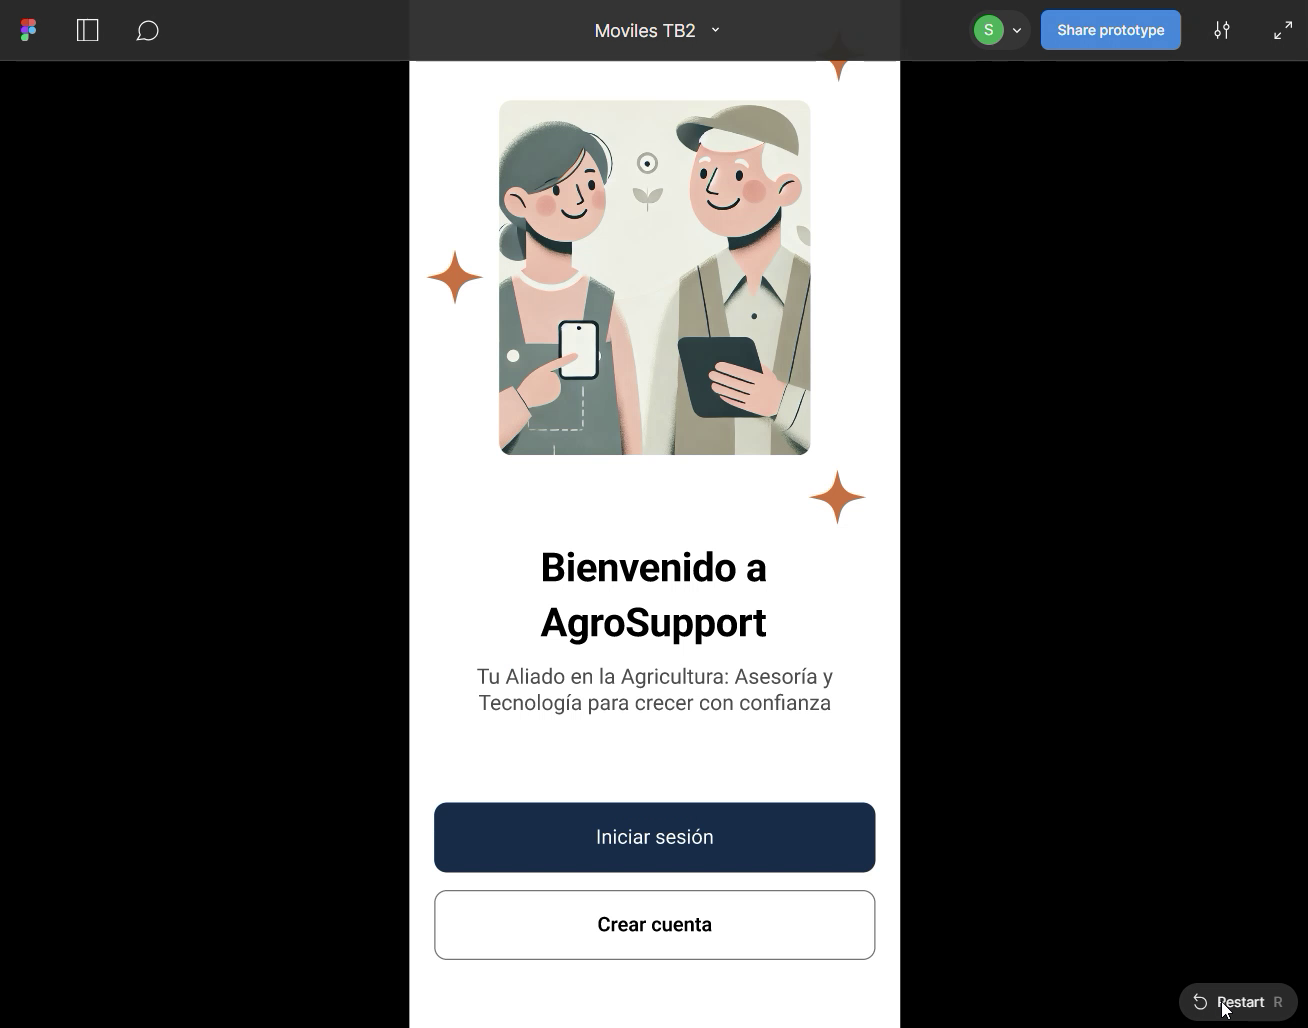 Moviles TB2
S
Share prototype
Bienvenido a
AgroSupport
Tu Aliado en la Agricultura: Asesoría y
Tecnología para crecer con confianza
Iniciar sesión
Crear cuenta
Restart R